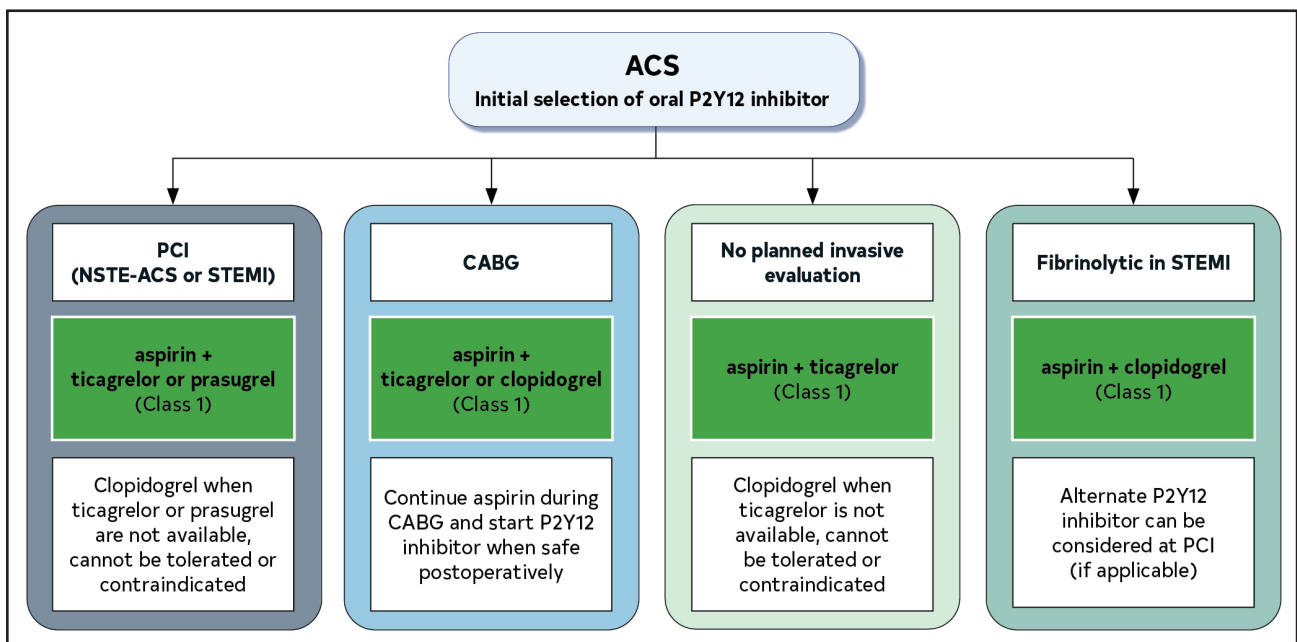 ACS
Initial selection of oral P2Y12 inhibitor
PCI
(NSTE-ACS or STEMI)
aspirin +
ticagrelor or prasugrel
(Class 1)
Clopidogrel when
ticagrelor or prasugrel
are not available,
cannot be tolerated or
contraindicated
CABG
aspirin +
ticagrelor or clopidogrel
(Class 1)
Continue aspirin during
CABG and start P2Y12
inhibitor when safe
postoperatively
No planned invasive
evaluation
aspirin + ticagrelor
(Class 1)
Clopidogrel when
ticagrelor is not
available, cannot
be tolerated or
contraindicated
Fibrinolytic in STEMI
aspirin + clopidogrel
(Class 1)
Alternate P2Y12
inhibitor can be
considered at PCI
(if applicable)